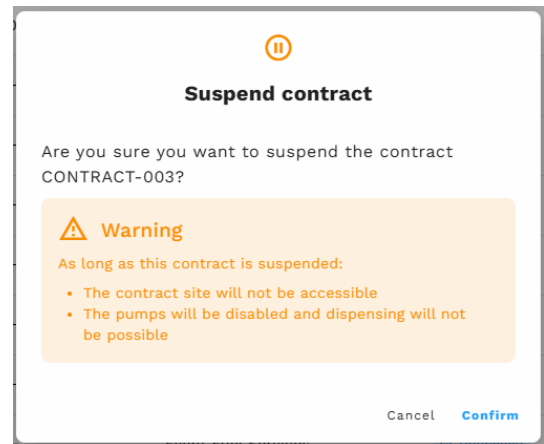 Suspend contract
Are you sure you want to suspend the contract
CONTRACT-003?
Warning
As long as this contract is suspended:
• The contract site will not be accessible
• The pumps will be disabled and dispensing will not
be possible
Cancel Confirm